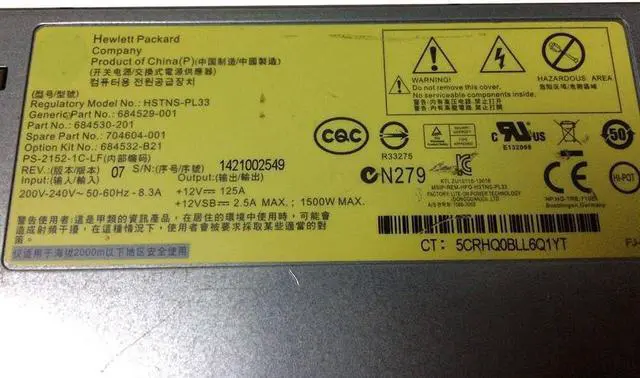 Hewlett Packard
Company
Product of China(P)(中国制造/中國製造)
(开关电源/交換式電源供應器)
컴퓨터용 전원공급장치
(型号/型號)
Regulatory Model No.: HSTNS-PL33
Generic Part No.: 684529-001
Part No.: 684530-201
Spare Part No.: 704604-001
Option Kit No.: 684532-B21
PS-2152-1C-LF(内部编码)
REV.:(版本/版本) 07 S/N:(序号/序號) 1421002549
Input:(输入/輸入) Output:(输出/輸出)
200V-240V~50-60Hz - 8.3A +12V⎓ 125A
+12VSB⎓ 2.5A MAX. ; 1500W MAX.
警告使用者:這是甲類的資訊產品,在居住的環境中使用時,可能會
造成射頻干擾,在這種情況下,使用者會被要求採取某些適當的對
策
仅适用于海拔2000m以下地区安全使用
WARNING!
Do not remove this cover.
No serviceable components inside.
HAZARDOUS AREA
CQC
R33275
N279
c UL US
E132068
50
CE
HI-POT
CT: 5CRHQ0BLL6Q1YT